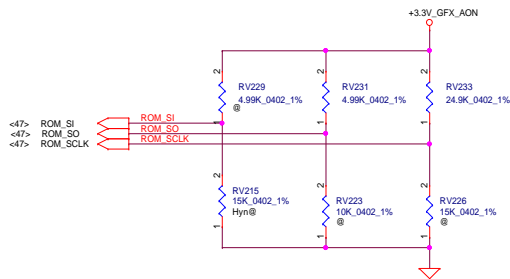 +3.3V_GFX_AON
2 2 2
RV229 RV231 RV233
4.99K_0402_1% 4.99K_0402_1% 24.9K_0402_1%
@
1 1 1
<47> ROM_SI ROM_SI
<47> ROM_SO ROM_SO
<47> ROM_SCLK ROM_SCLK
2 2 2
RV215 RV223 RV226
15K_0402_1% 10K_0402_1% 15K_0402_1%
Hyn@ @ @
1 1 1